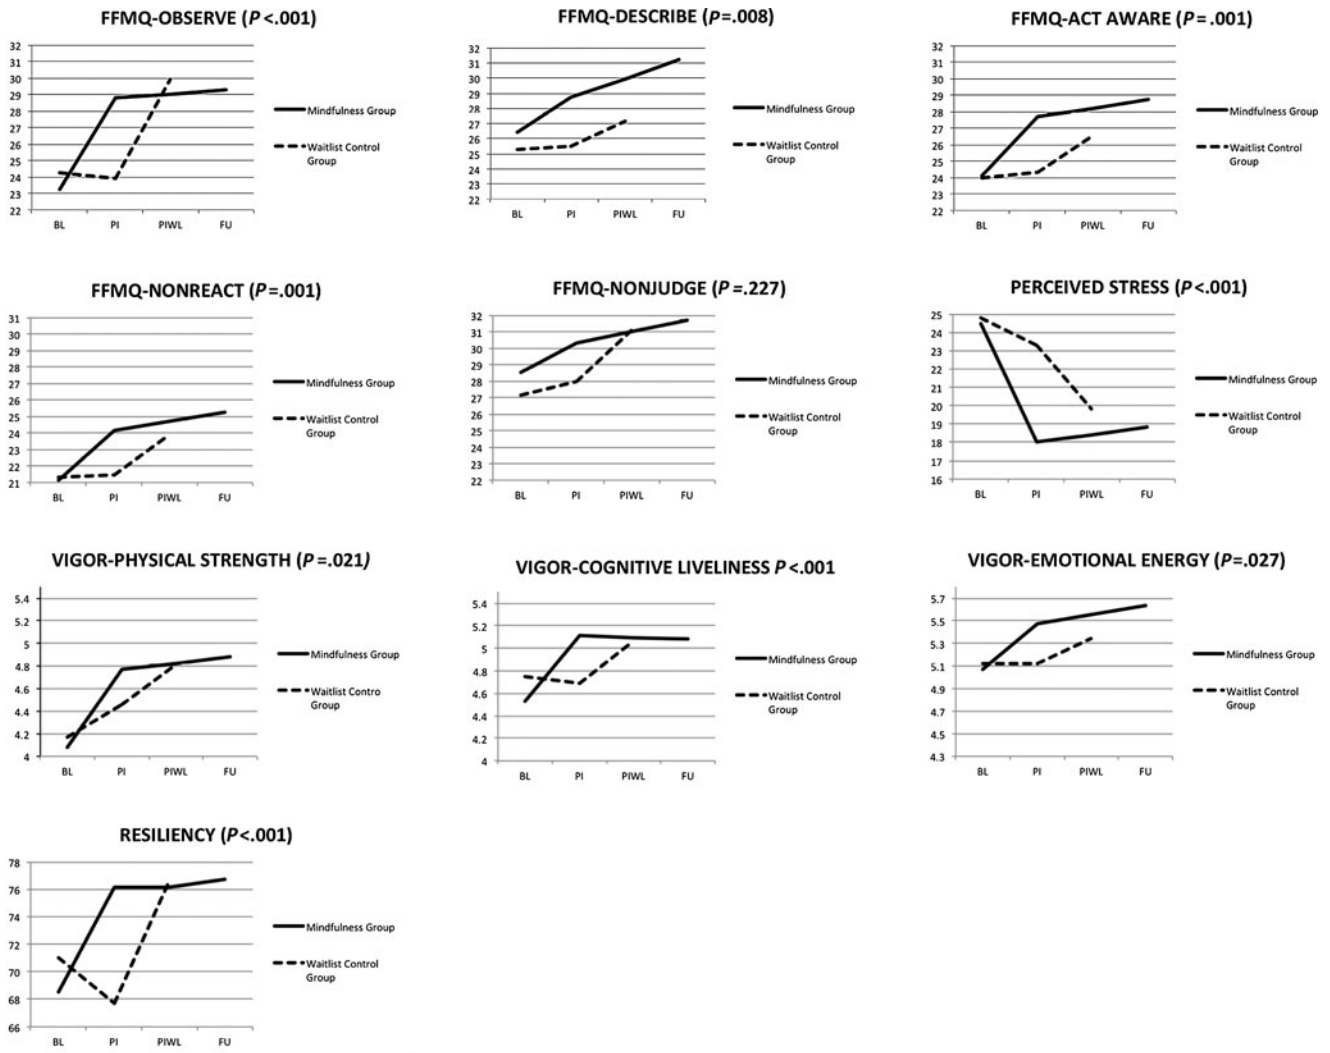 FFMQ-OBSERVE (P<.001)
32
31
30
29
28
27
26
25
24
23
22
BL PI PIWL FU
Mindfulness Group
Waitlist Control
Group
FFMQ-DESCRIBE (P=.008)
32
31
30
29
28
27
26
25
24
23
22
BL PI PIWL FU
Mindfulness Group
Waitlist Control
Group
FFMQ-ACT AWARE (P=.001)
32
31
30
29
28
27
26
25
24
23
22
BL PI PIWL FU
Mindfulness Group
Waitlist Control
Group
FFMQ-NONREACT (P=.001)
31
30
29
28
27
26
25
24
23
22
21
BL PI PIWL FU
Mindfulness Group
Waitlist Control
Group
FFMQ-NONJUDGE (P=.227)
32
31
30
29
28
27
26
25
24
23
22
BL PI PIWL FU
Mindfulness Group
Waitlist Control
Group
PERCEIVED STRESS (P<.001)
25
24
23
22
21
20
19
18
17
16
BL PI PIWL FU
Mindfulness Group
Waitlist Control
Group
VIGOR-PHYSICAL STRENGTH (P=.021)
5.4
5.2
5
4.8
4.6
4.4
4.2
4
BL PI PIWL FU
Mindfulness Group
Waitlist Contro
Group
VIGOR-COGNITIVE LIVELINESS P<.001
5.4
5.2
5
4.8
4.6
4.4
4.2
4
BL PI PIWL FU
Mindfulness Group
Waitlist Control
Group
VIGOR-EMOTIONAL ENERGY (P=.027)
5.7
5.5
5.3
5.1
4.9
4.7
4.5
4.3
BL PI PIWL FU
Mindfulness Group
Waitlist Control
Group
RESILIENCY (P<.001)
78
76
74
72
70
68
66
BL PI PIWL FU
Mindfulness Group
Waitlist Control
Group